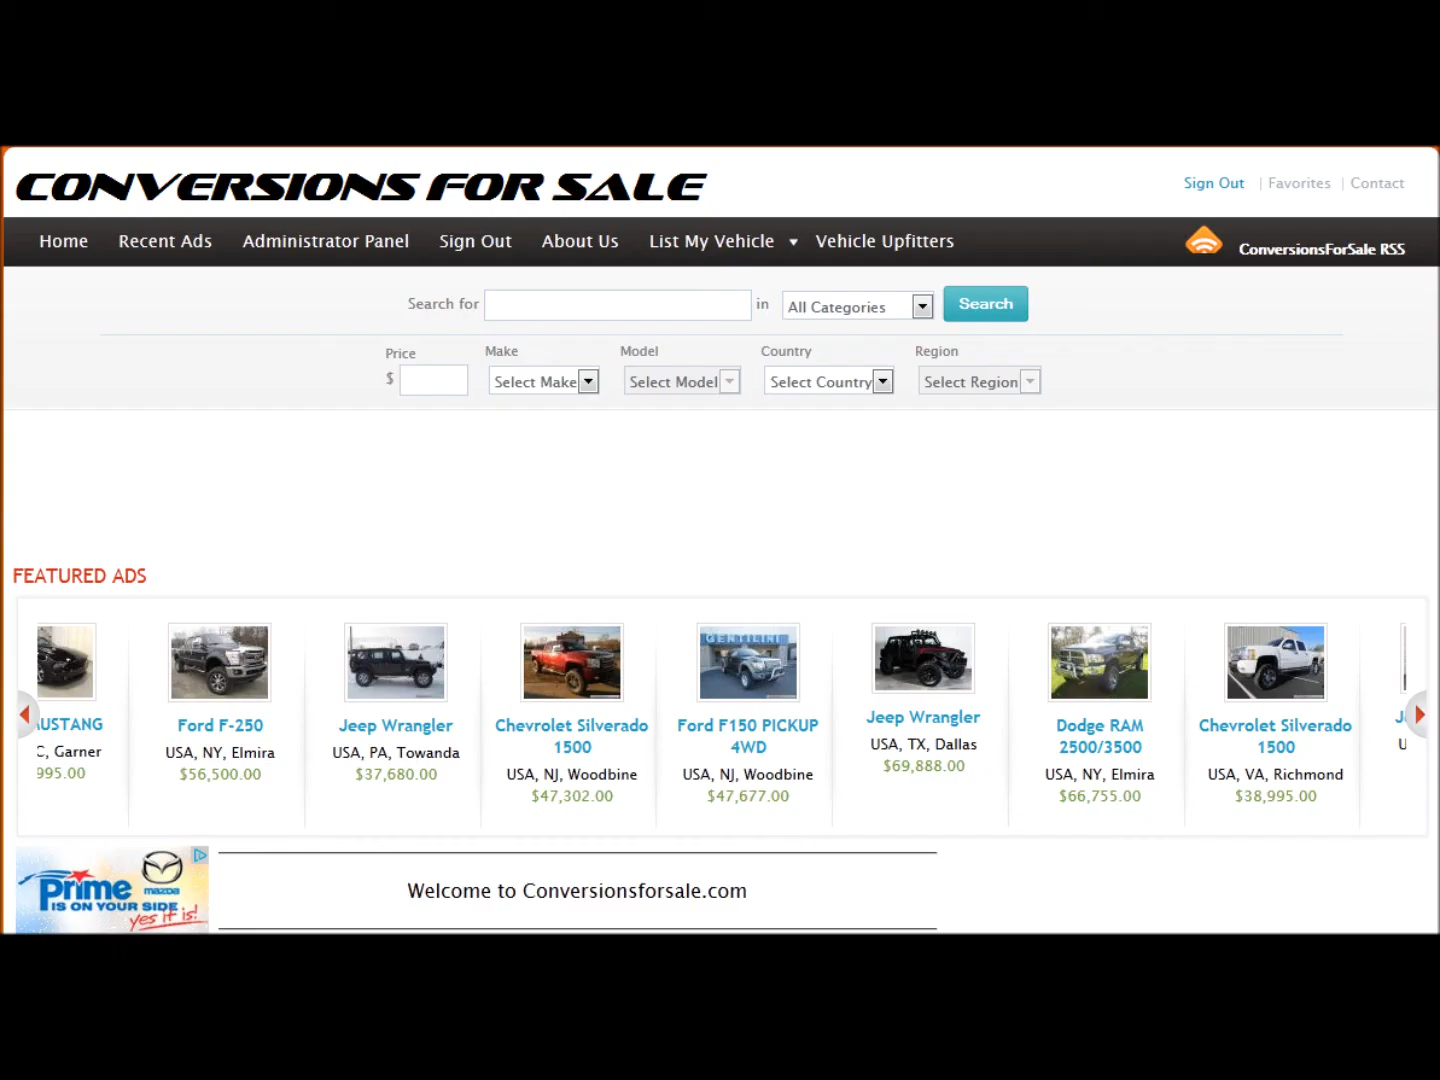 CONVERSIONS FOR SALE
Sign Out | Favorites | Contact
Home Recent Ads Administrator Panel Sign Out About Us List My Vehicle Vehicle Upfitters ConversionsForSale RSS
Search for in All Categories Search
Price Make Model Country Region
$ Select Make Select Model Select Country Select Region
FEATURED ADS
GENTILINI
MUSTANG
C, Garner
995.00
Ford F-250
USA, NY, Elmira
$56,500.00
Jeep Wrangler
USA, PA, Towanda
$37,680.00
Chevrolet Silverado
1500
USA, NJ, Woodbine
$47,302.00
Ford F150 PICKUP
4WD
USA, NJ, Woodbine
$47,677.00
Jeep Wrangler
USA, TX, Dallas
$69,888.00
Dodge RAM
2500/3500
USA, NY, Elmira
$66,755.00
Chevrolet Silverado
1500
USA, VA, Richmond
$38,995.00
J
U
Prime mazda
IS ON YOUR SIDE
yes it is!
Welcome to Conversionsforsale.com